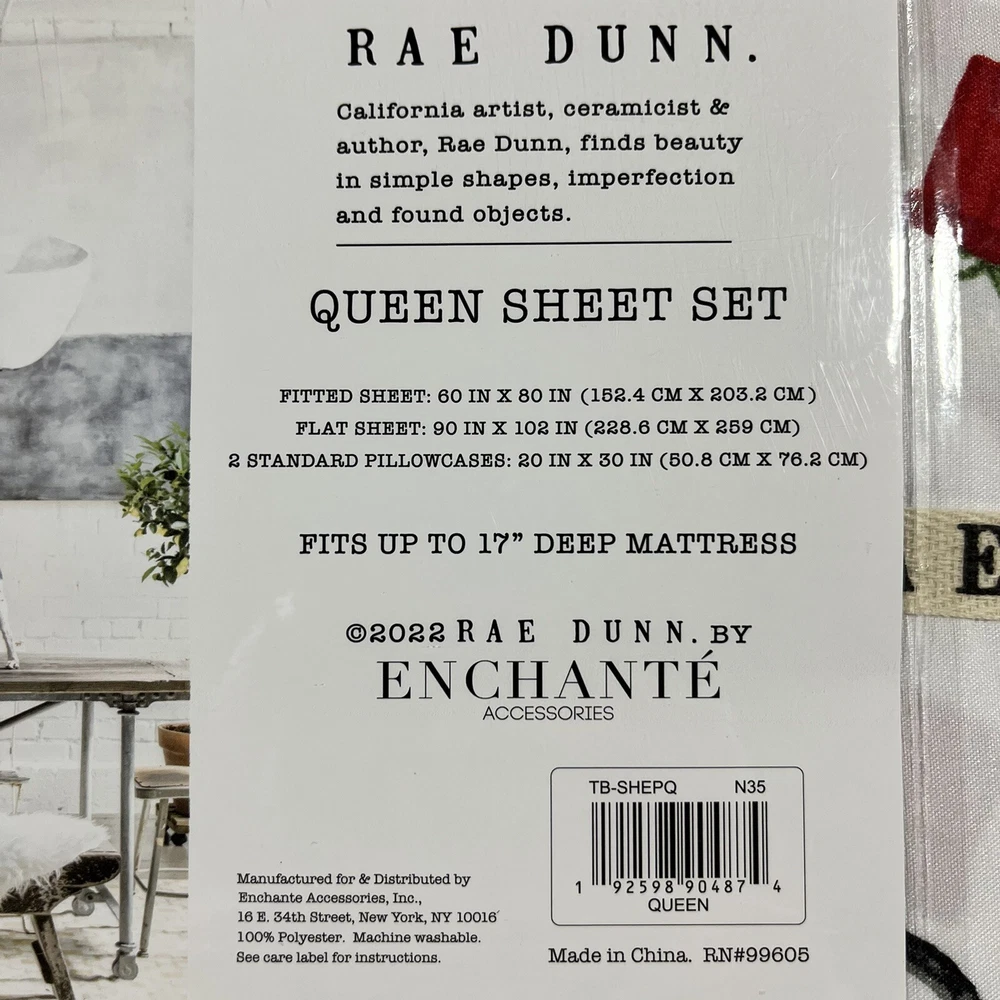 RAE DUNN.
California artist, ceramicist &
author, Rae Dunn, finds beauty
in simple shapes, imperfection
and found objects.
QUEEN SHEET SET
FITTED SHEET: 60 IN X 80 IN (152.4 CM X 203.2 CM)
FLAT SHEET: 90 IN X 102 IN (228.6 CM X 259 CM)
2 STANDARD PILLOWCASES: 20 IN X 30 IN (50.8 CM X 76.2 CM)
FITS UP TO 17” DEEP MATTRESS
©2022 RAE DUNN. BY
ENCHANTÉ
ACCESSORIES
TB-SHEPQ N35
1 92598 90487 4
QUEEN
Manufactured for & Distributed by
Enchante Accessories, Inc.,
16 E. 34th Street, New York, NY 10016
100% Polyester. Machine washable.
See care label for instructions.
Made in China. RN#99605
E